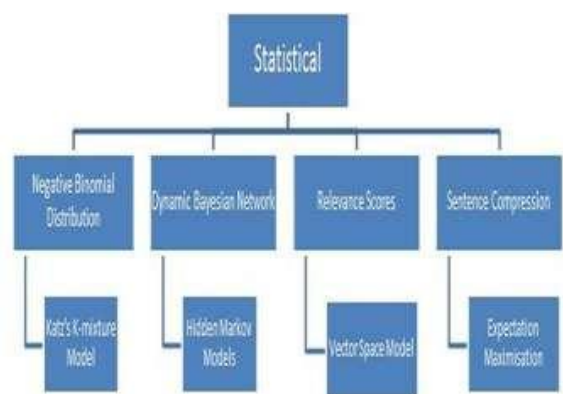 Statistical
Negative Binomial
Distribution
Dynamic Bayesian Network
Relevance Scores
Sentence Compression
Katz's K-mixture
Model
Hidden Markov
Models
Vector Space Model
Expectation
Maximisation